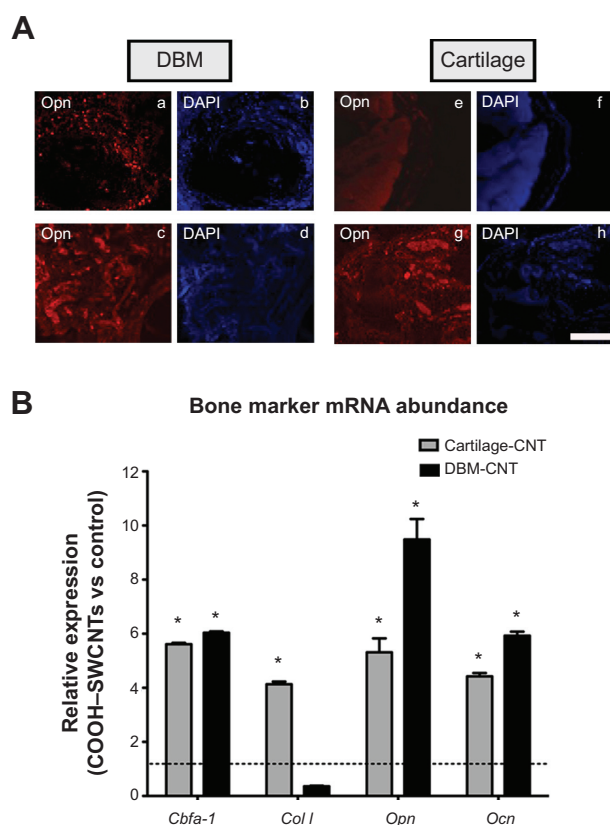 A
DBM
Cartilage
Opn a
DAPI b
Opn e
DAPI f
Opn c
DAPI d
Opn g
DAPI h
B
Bone marker mRNA abundance
Cartilage-CNT
DBM-CNT
Relative expression
(COOH–SWCNTs vs control)
12
10
8
6
4
2
0
* * * * * * *
Cbfa-1 Col I Opn Ocn